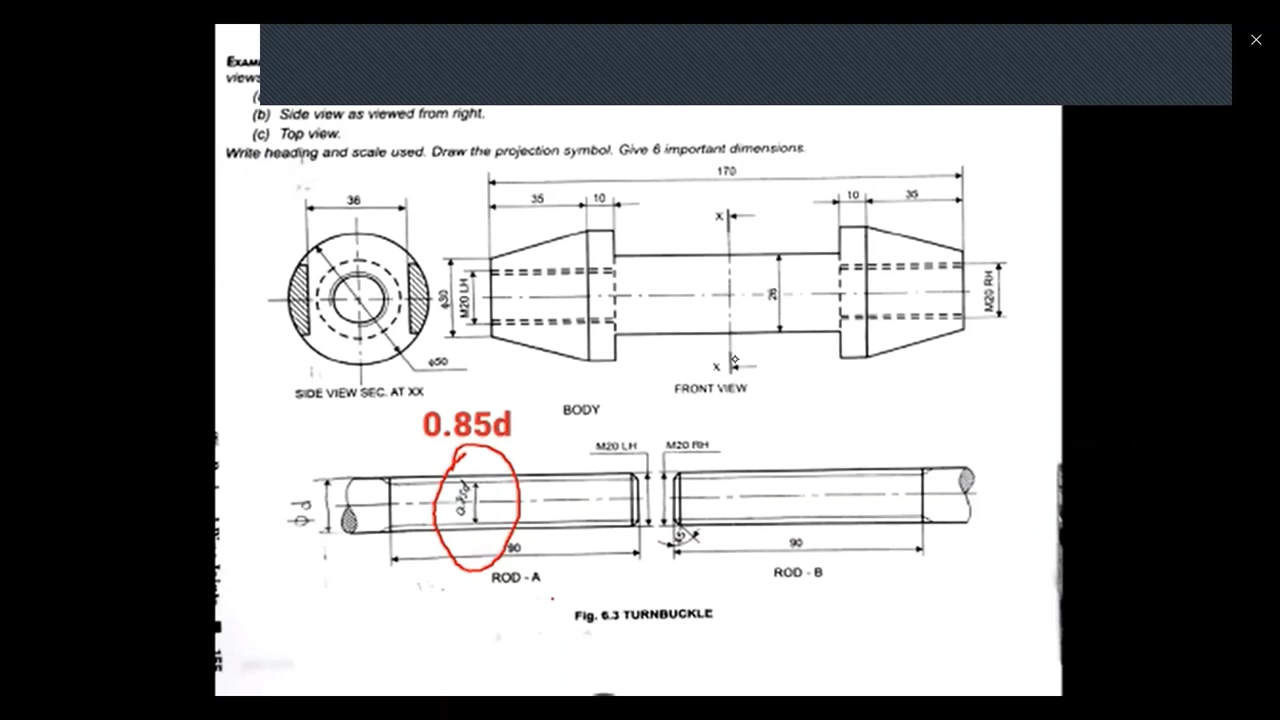 views
(b) Side view as viewed from right.
(c) Top view.
Write heading and scale used. Draw the projection symbol. Give 6 important dimensions.
170
35 10 10 35
36
X
ϕ30
M20 LH
26
M20 RH
ϕ50
X
SIDE VIEW SEC. AT XX
FRONT VIEW
BODY
0.85d
M20 LH M20 RH
ϕd
45
90
90
ROD - A
ROD - B
Fig. 6.3 TURNBUCKLE
155